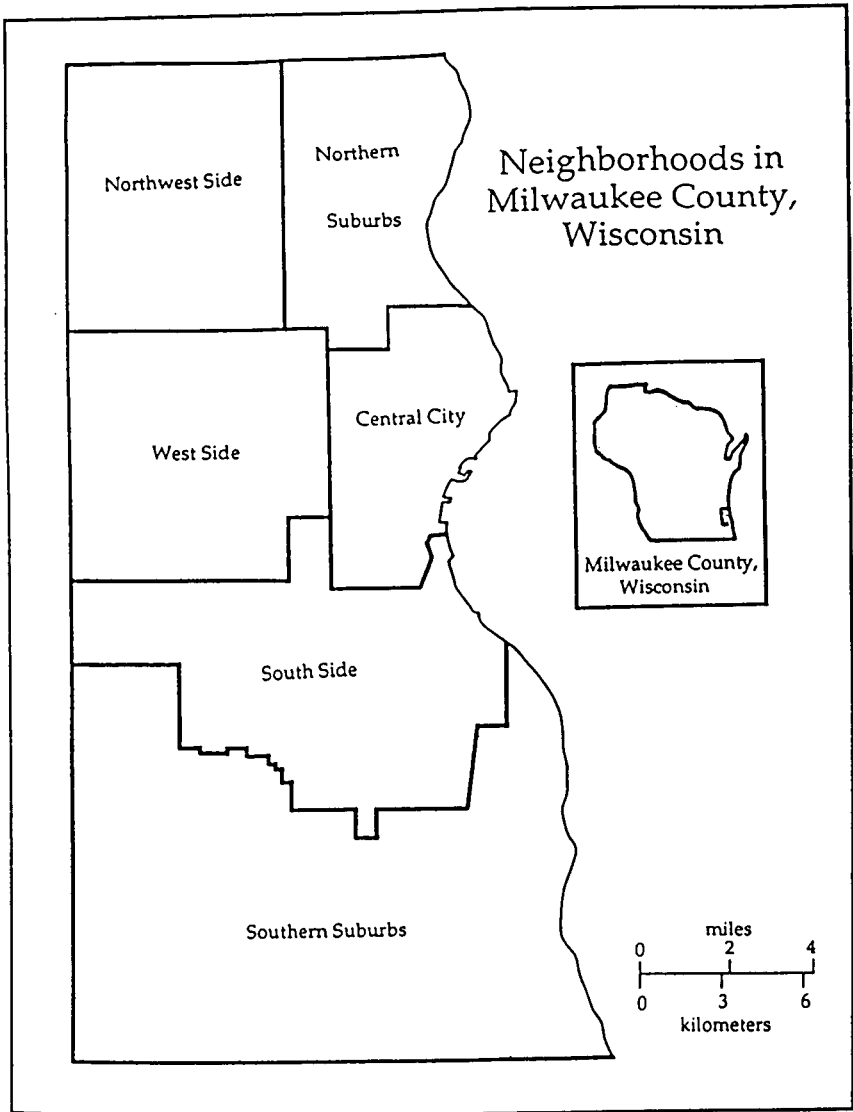 Neighborhoods in
Milwaukee County,
Wisconsin
Northwest Side
Northern
Suburbs
West Side
Central City
South Side
Southern Suburbs
Milwaukee County,
Wisconsin
miles
0 2 4
0 3 6
kilometers